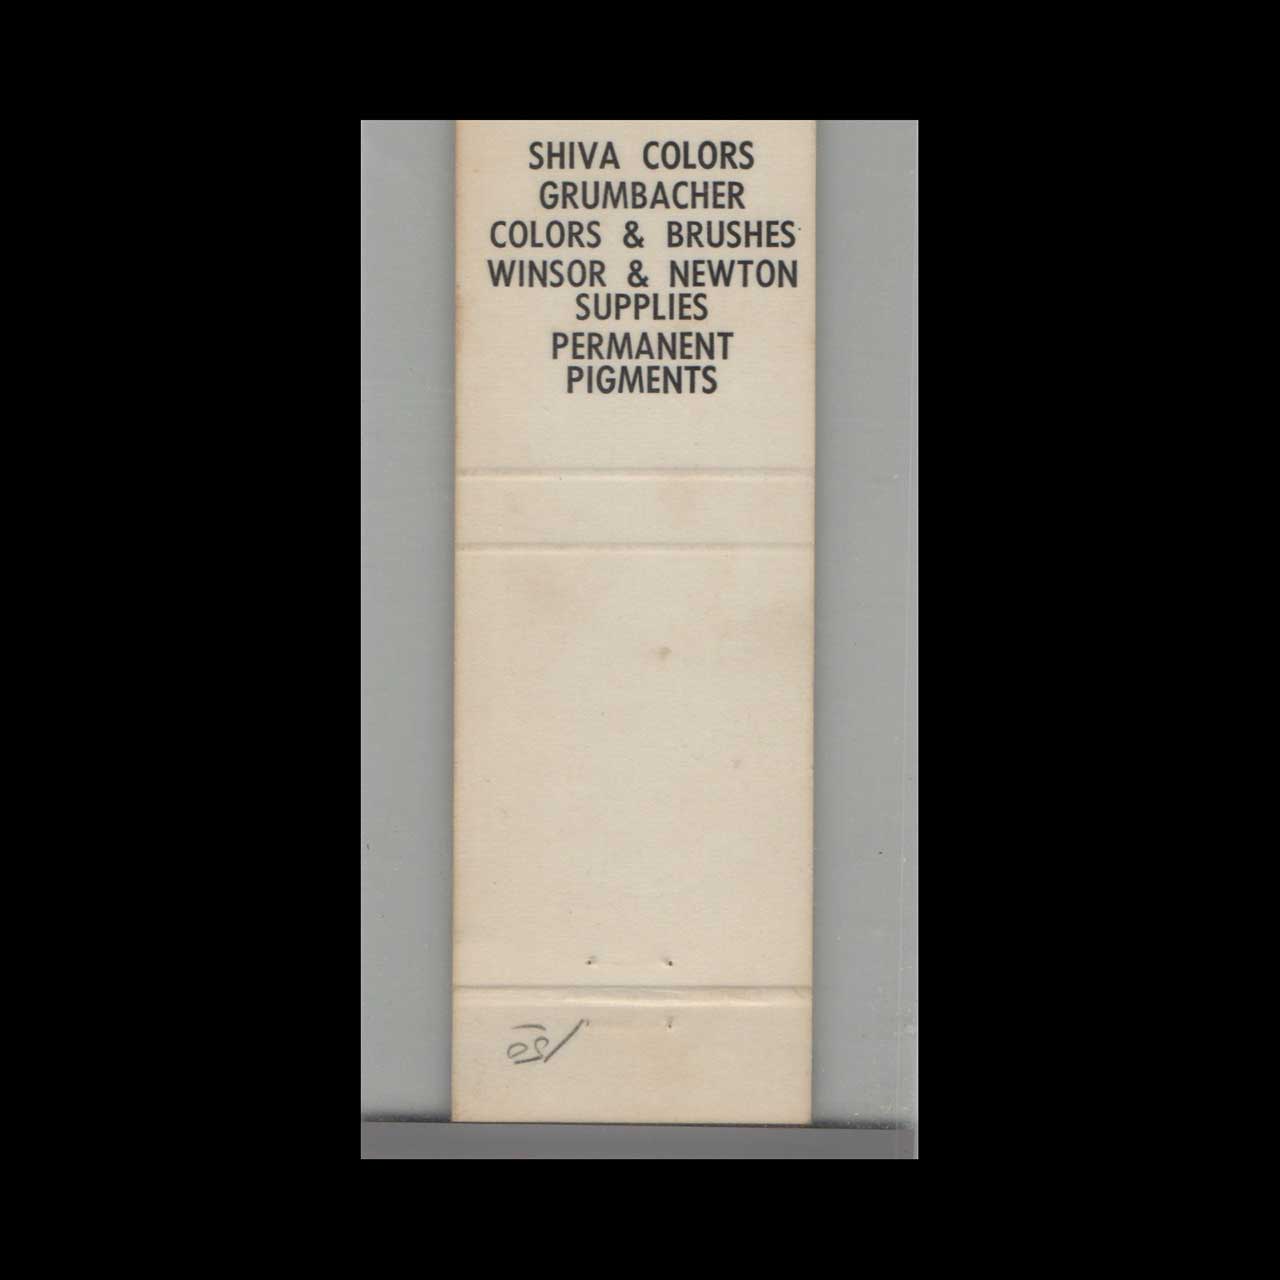 SHIVA COLORS
GRUMBACHER
COLORS & BRUSHES
WINSOR & NEWTON
SUPPLIES
PERMANENT
PIGMENTS